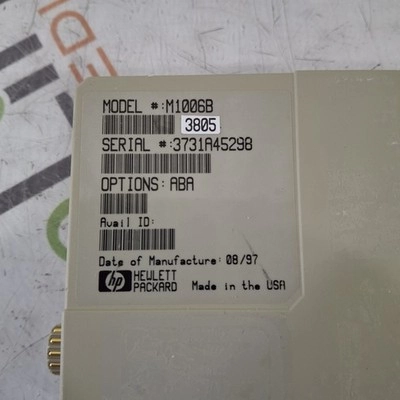 MODEL #:M1006B
3805
SERIAL #:3731A45298
OPTIONS: ABA
Avail ID:
Date of Manufacture: 08/97
hp HEWLETT
PACKARD Made in the USA